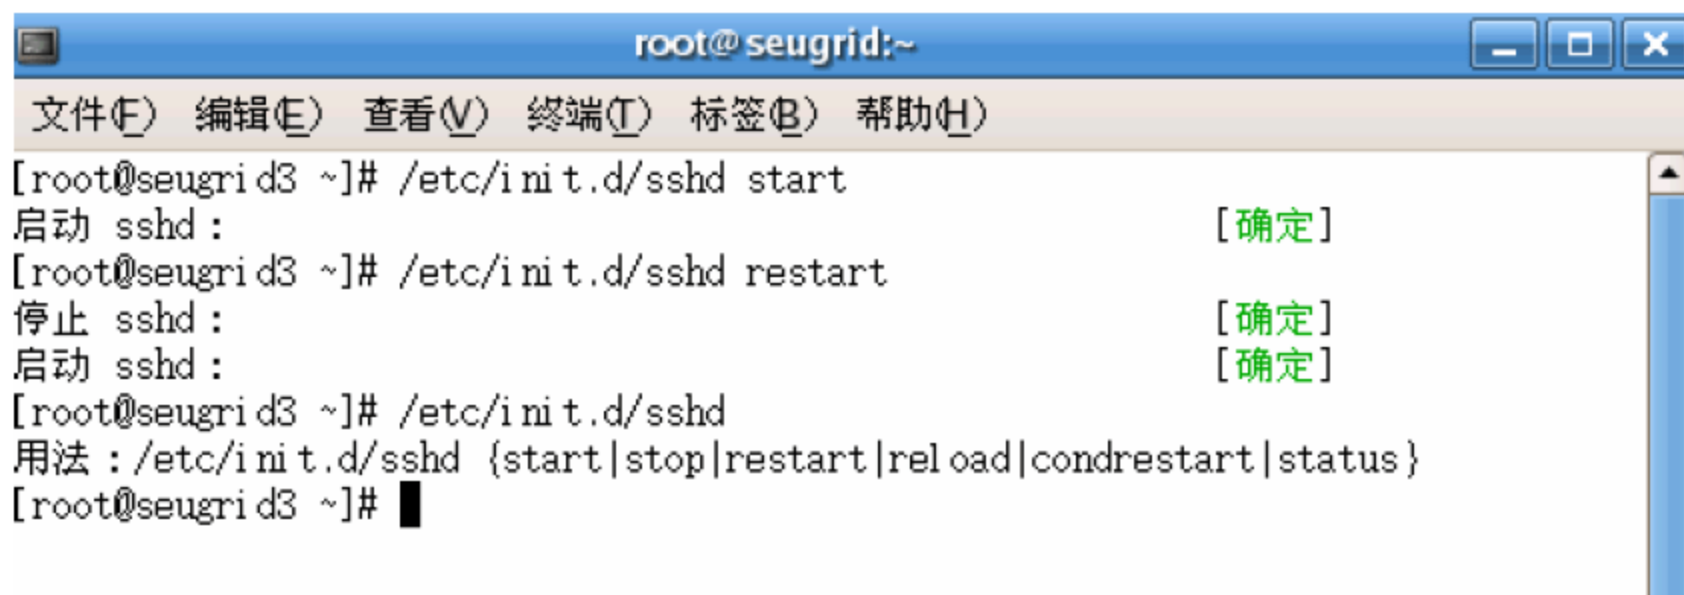 root@seugrid:~
文件(F) 编辑(E) 查看(V) 终端(T) 标签(B) 帮助(H)
[root@seugrid3 ~]# /etc/init.d/sshd start
启动 sshd： [确定]
[root@seugrid3 ~]# /etc/init.d/sshd restart
停止 sshd： [确定]
启动 sshd： [确定]
[root@seugrid3 ~]# /etc/init.d/sshd
用法：/etc/init.d/sshd {start|stop|restart|reload|condrestart|status}
[root@seugrid3 ~]#